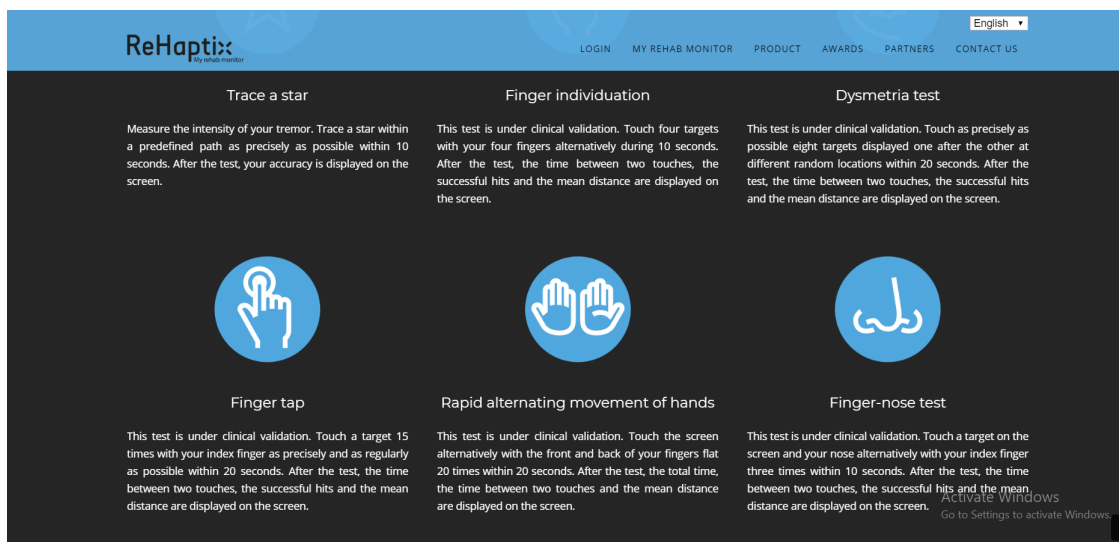 English
ReHaptix
My rehab monitor
LOGIN MY REHAB MONITOR PRODUCT AWARDS PARTNERS CONTACT US
Trace a star
Measure the intensity of your tremor. Trace a star within
a predefined path as precisely as possible within 10
seconds. After the test, your accuracy is displayed on the
screen.
Finger individuation
This test is under clinical validation. Touch four targets
with your four fingers alternatively during 10 seconds.
After the test, the time between two touches, the
successful hits and the mean distance are displayed on
the screen.
Dysmetria test
This test is under clinical validation. Touch as precisely as
possible eight targets displayed one after the other at
different random locations within 20 seconds. After the
test, the time between two touches, the successful hits
and the mean distance are displayed on the screen.
Finger tap
This test is under clinical validation. Touch a target 15
times with your index finger as precisely and as regularly
as possible within 20 seconds. After the test, the time
between two touches, the successful hits and the mean
distance are displayed on the screen.
Rapid alternating movement of hands
This test is under clinical validation. Touch the screen
alternatively with the front and back of your fingers flat
20 times within 20 seconds. After the test, the total time,
the time between two touches and the mean distance
are displayed on the screen.
Finger-nose test
This test is under clinical validation. Touch a target on the
screen and your nose alternatively with your index finger
three times within 10 seconds. After the test, the time
between two touches, the successful hits and the mean
distance are displayed on the screen.
Activate Windows
Go to Settings to activate Windows.